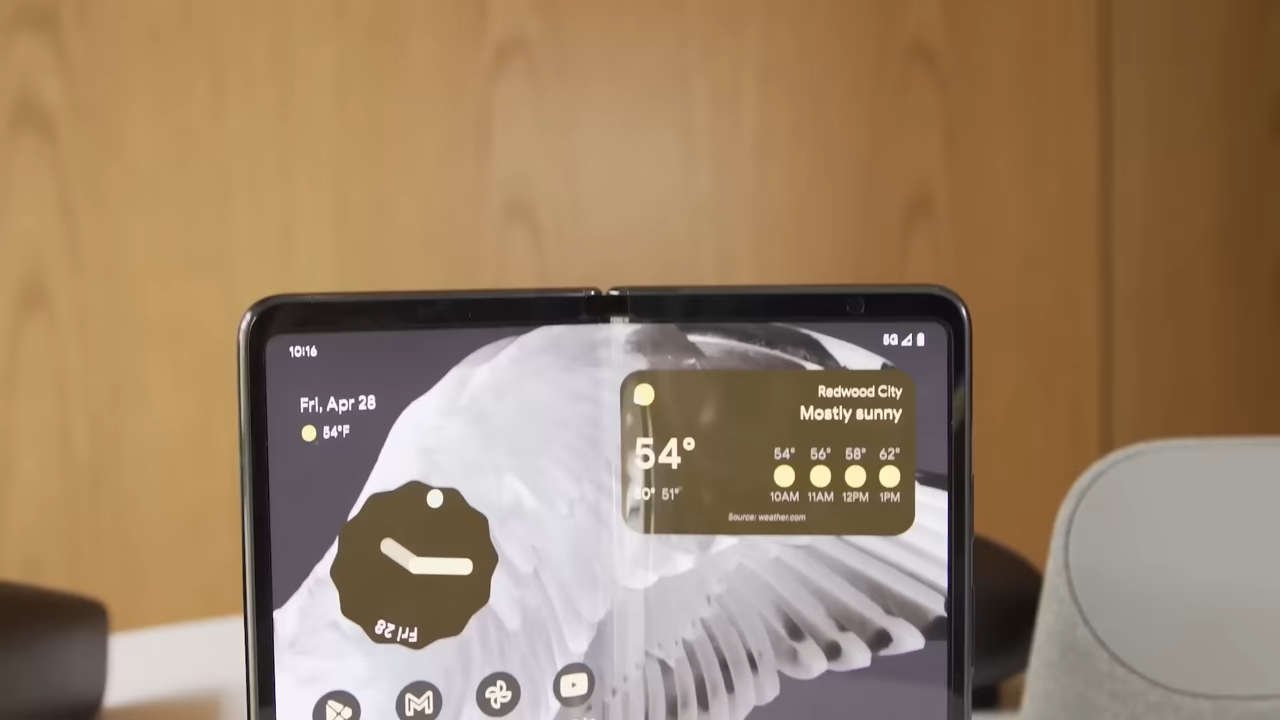 10:16
5G
Fri, Apr 28
54°F
Redwood City
Mostly sunny
54°
54° 56° 58° 62°
51°
10AM 11AM 12PM 1PM
Source: weather.com
Fri 28